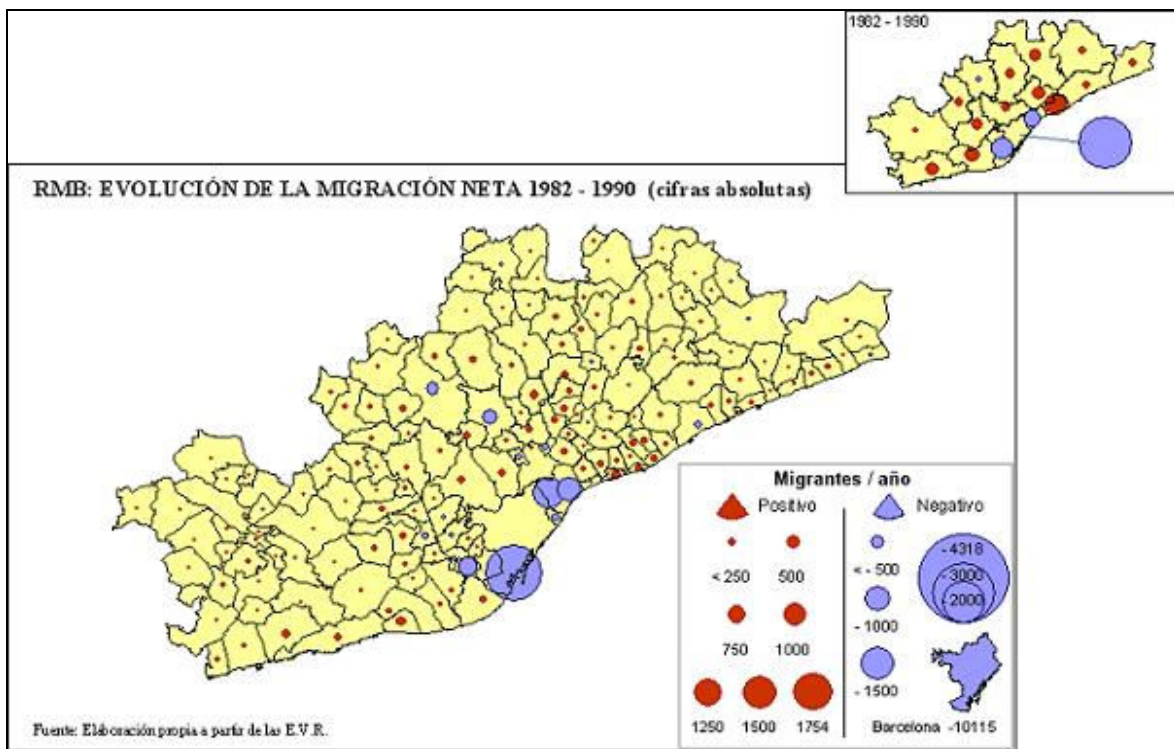 1982 - 1990
RMB: EVOLUCIÓN DE LA MIGRACIÓN NETA 1982 - 1990 (cifras absolutas)
Migrantes / año
Positivo
Negativo
< 250
500
750
1000
1250
1500
1754
< - 500
- 1000
- 1500
- 4318
- 3000
- 2000
Barcelona -10115
Fuente: Elaboración propia a partir de las E.V.R.